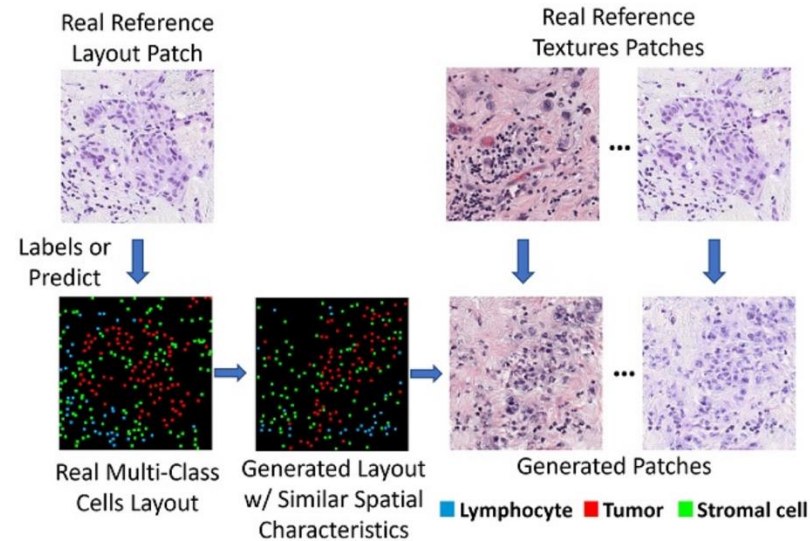 Real Reference
Layout Patch
Real Reference
Textures Patches
...
Labels or
Predict
...
Real Multi-Class
Cells Layout
Generated Layout
w/ Similar Spatial
Characteristics
Generated Patches
Lymphocyte Tumor Stromal cell